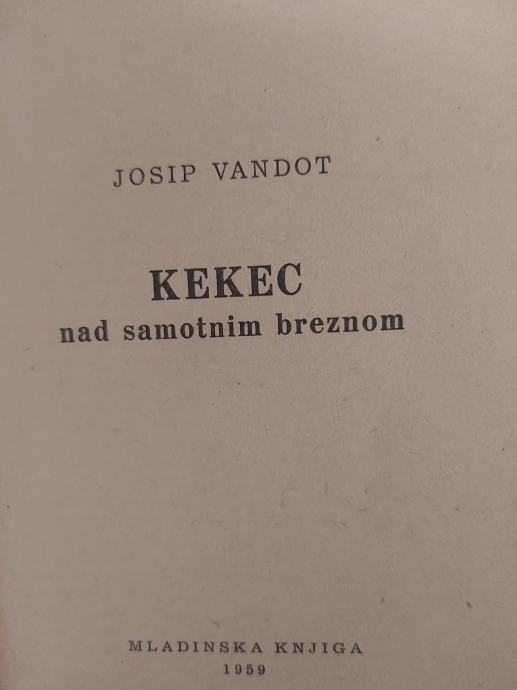 JOSIP VANDOT
KEKEC
nad samotnim breznom
MLADINSKA KNJIGA
1959